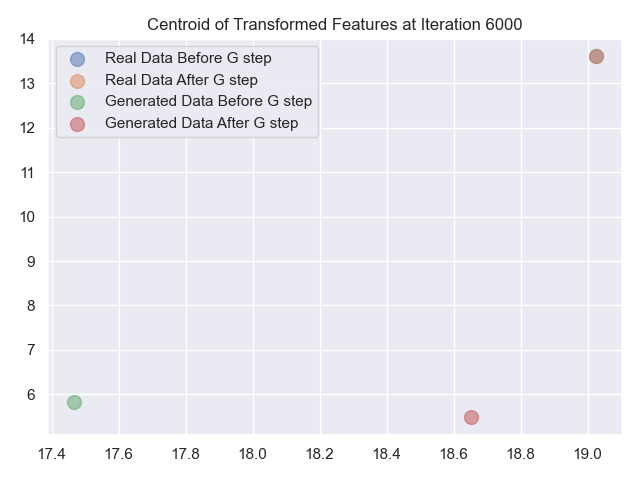 Centroid of Transformed Features at Iteration 6000
14
Real Data Before G step
Real Data After G step
Generated Data Before G step
Generated Data After G step
13
12
11
10
9
8
7
6
17.4 17.6 17.8 18.0 18.2 18.4 18.6 18.8 19.0